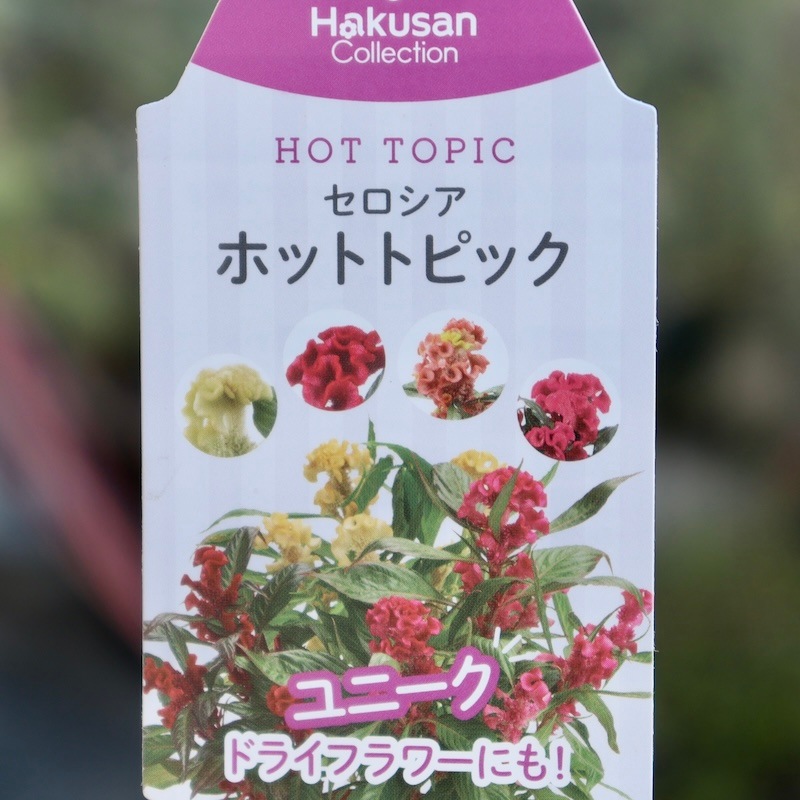 Hakusan
Collection
HOT TOPIC
セロシア
ホットトピック
ユニーク
ドライフラワーにも!